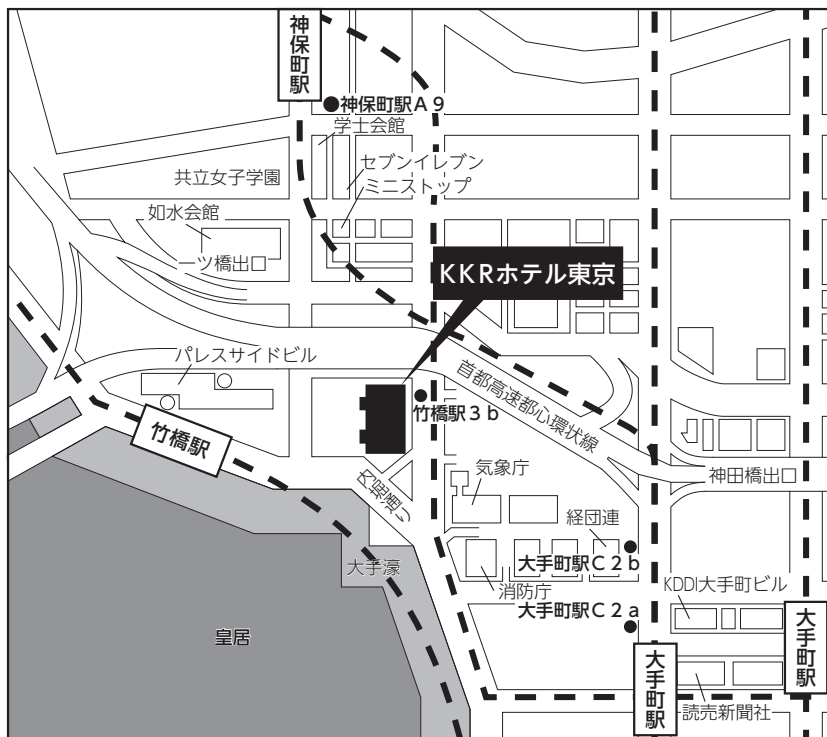 神保町駅
神保町駅A9
学士会館
セブンイレブン
ミニストップ
共立女子学園
如水会館
一ツ橋出口
KKRホテル東京
パレスサイドビル
首都高速都心環状線
竹橋駅3b
竹橋駅
内堀通り
気象庁
神田橋出口
経団連
大手町駅C2b
大手濠
消防庁
KDDI大手町ビル
大手町駅C2a
皇居
大手町駅
大手町駅
読売新聞社